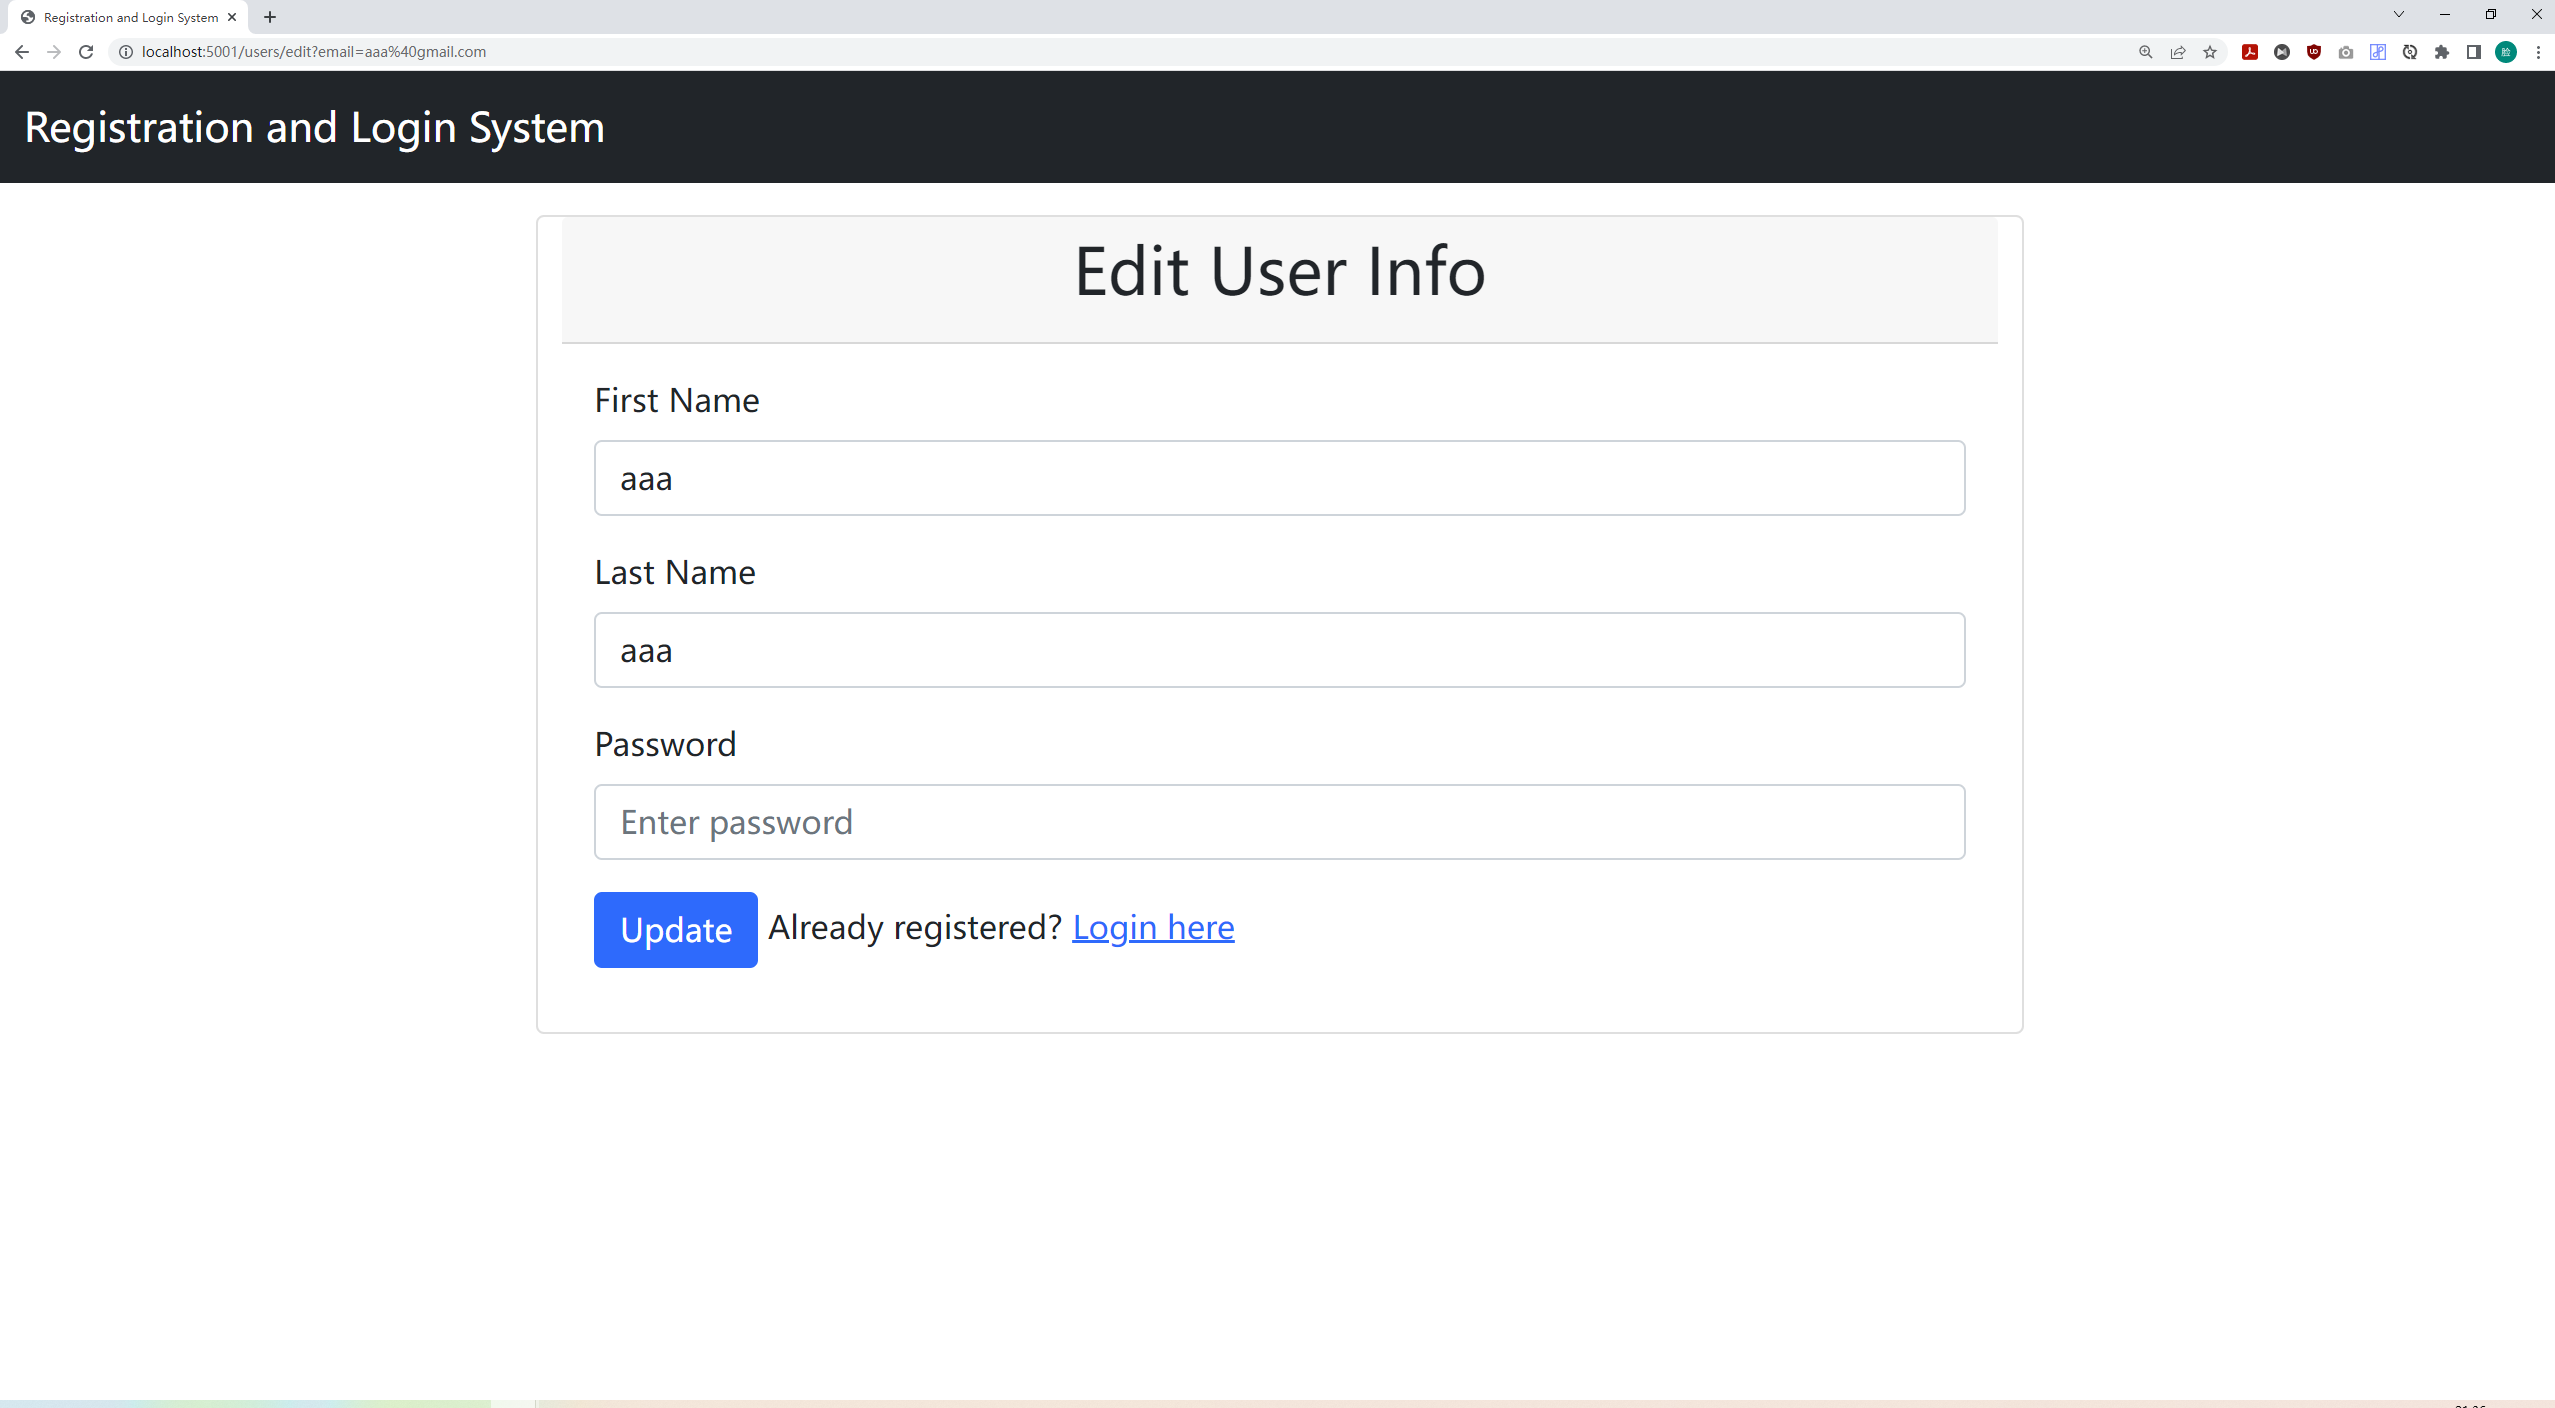 Registration and Login System
localhost:5001/users/edit?email=aaa%40gmail.com
Registration and Login System
Edit User Info
First Name
aaa
Last Name
aaa
Password
Enter password
Update Already registered? Login here